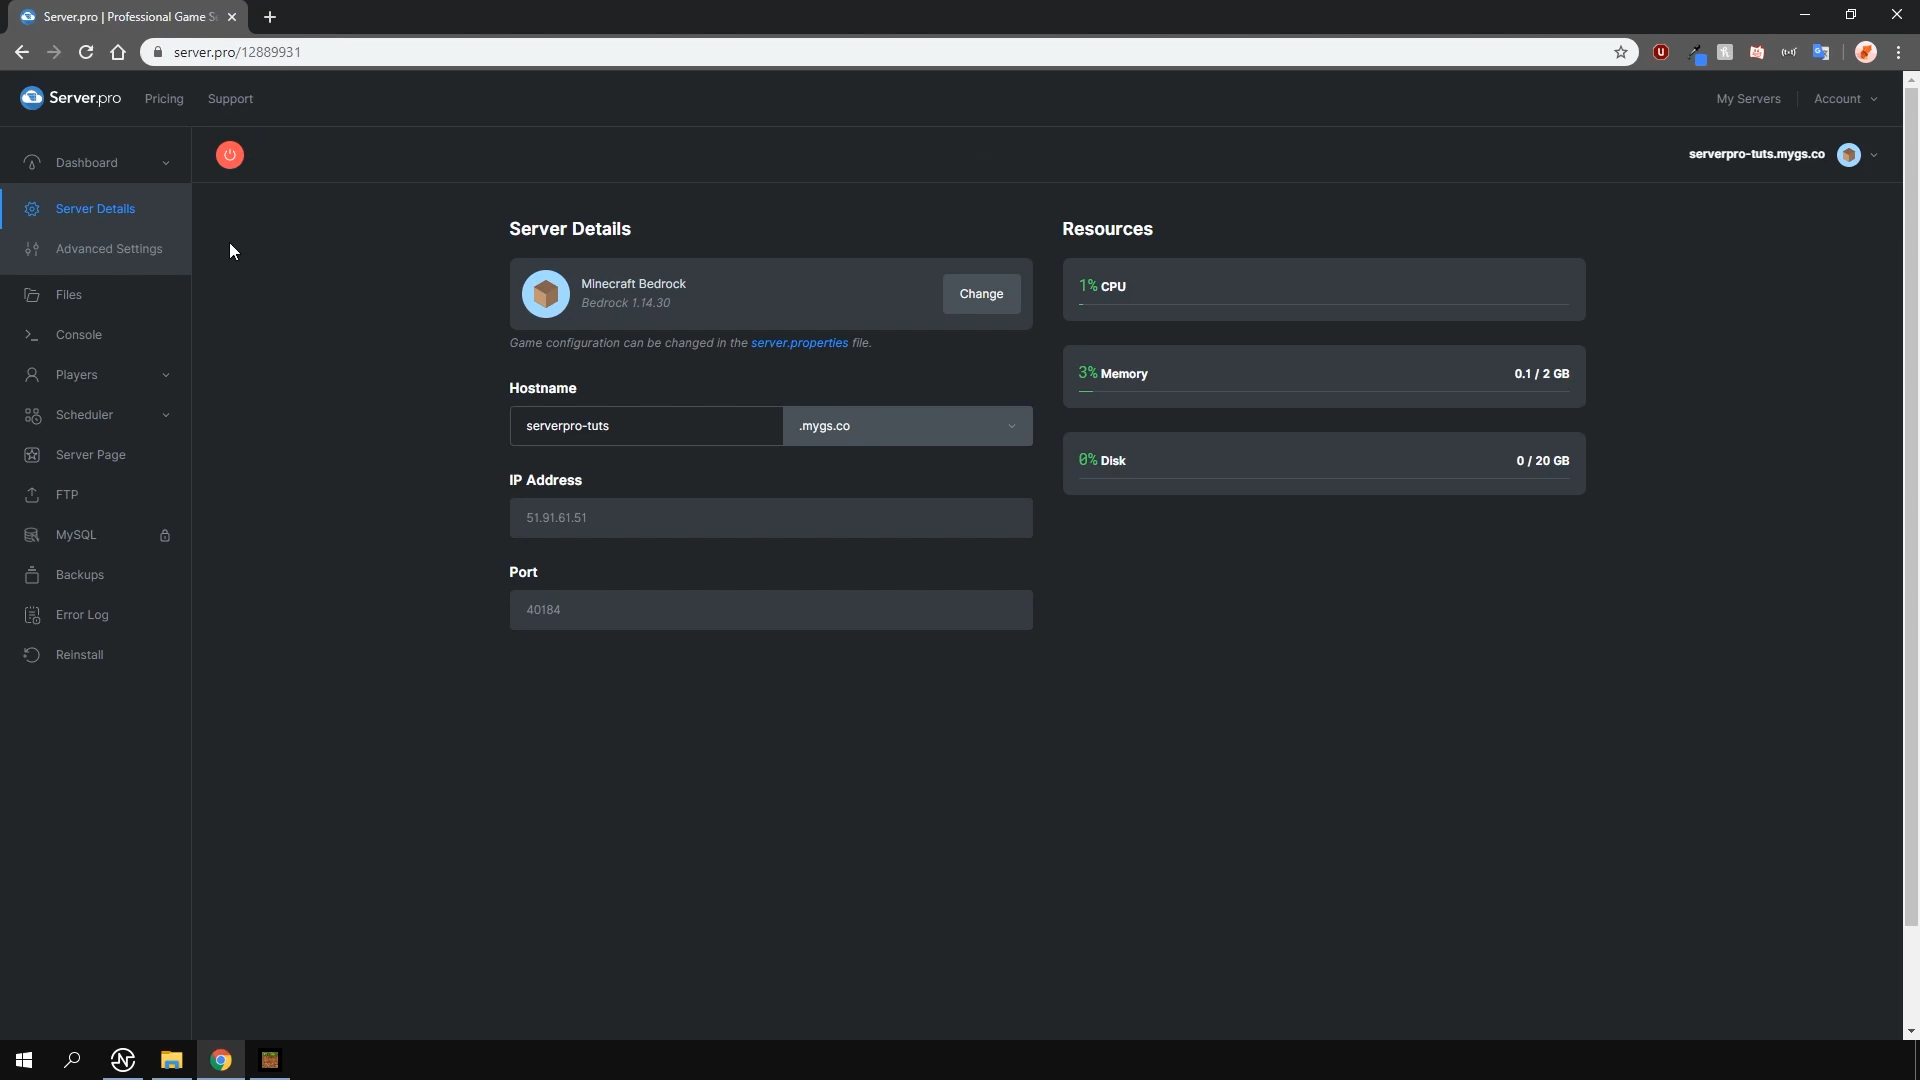 Server.pro | Professional Game S
server.pro/12889931
Server.pro
Pricing
Support
My Servers
Account
Dashboard
serverpro-tuts.mygs.co
Server Details
Advanced Settings
Files
Console
Players
Scheduler
Server Page
FTP
MySQL
Backups
Error Log
Reinstall
Server Details
Minecraft Bedrock
Bedrock 1.14.30
Change
Game configuration can be changed in the server.properties file.
Hostname
serverpro-tuts
.mygs.co
IP Address
51.91.61.51
Port
40184
Resources
1% CPU
3% Memory
0.1 / 2 GB
0% Disk
0 / 20 GB